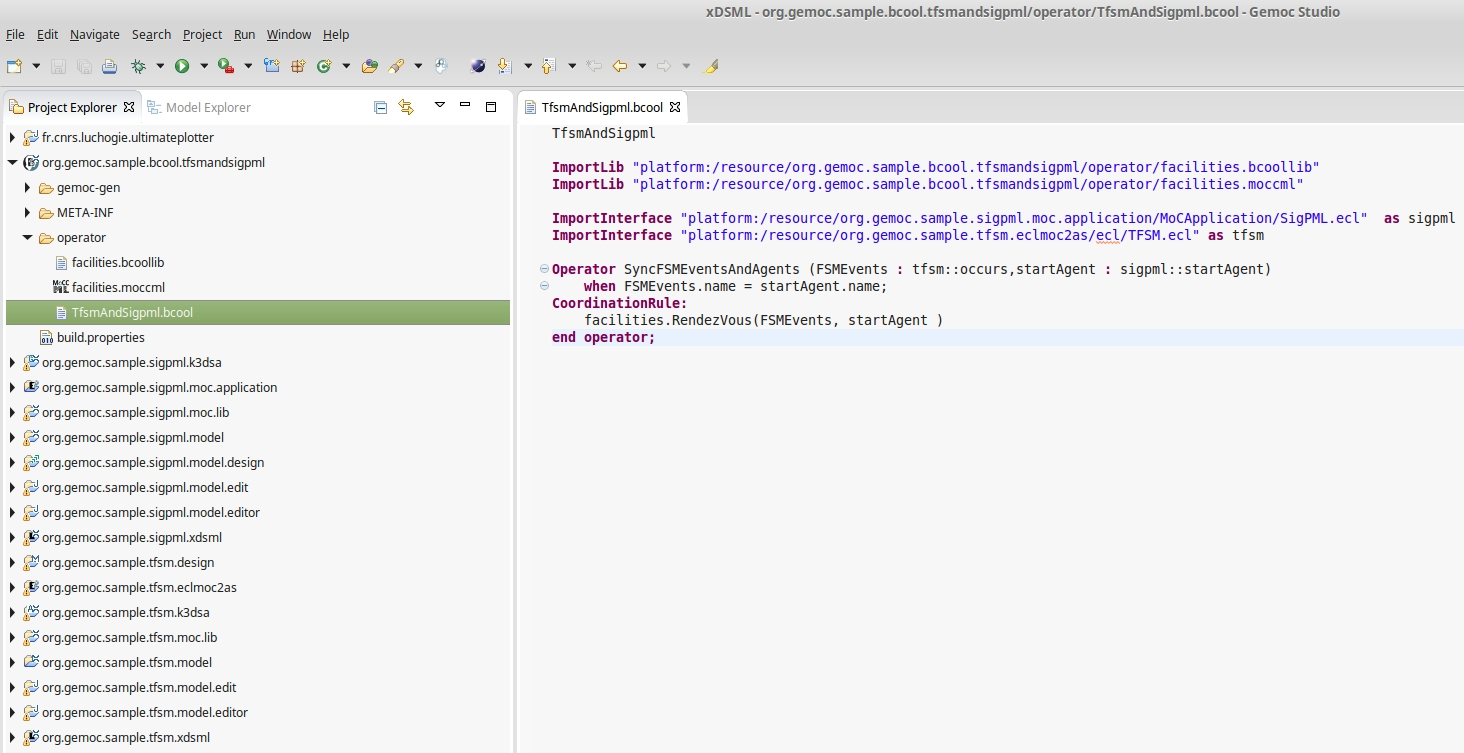 xDSML - org.gemoc.sample.bcool.tfsmandsigpml/operator/TfsmAndSigpml.bcool - Gemoc Studio
File Edit Navigate Search Project Run Window Help
Project Explorer Model Explorer
fr.cnrs.luchogie.ultimateplotter
org.gemoc.sample.bcool.tfsmandsigpml
gemoc-gen
META-INF
operator
facilities.bcoollib
facilities.moccml
TfsmAndSigpml.bcool
build.properties
org.gemoc.sample.sigpml.k3dsa
org.gemoc.sample.sigpml.moc.application
org.gemoc.sample.sigpml.moc.lib
org.gemoc.sample.sigpml.model
org.gemoc.sample.sigpml.model.design
org.gemoc.sample.sigpml.model.edit
org.gemoc.sample.sigpml.model.editor
org.gemoc.sample.sigpml.xdsml
org.gemoc.sample.tfsm.design
org.gemoc.sample.tfsm.eclmoc2as
org.gemoc.sample.tfsm.k3dsa
org.gemoc.sample.tfsm.moc.lib
org.gemoc.sample.tfsm.model
org.gemoc.sample.tfsm.model.edit
org.gemoc.sample.tfsm.model.editor
org.gemoc.sample.tfsm.xdsml
TfsmAndSigpml.bcool
TfsmAndSigpml
ImportLib "platform:/resource/org.gemoc.sample.bcool.tfsmandsigpml/operator/facilities.bcoollib"
ImportLib "platform:/resource/org.gemoc.sample.bcool.tfsmandsigpml/operator/facilities.moccml"
ImportInterface "platform:/resource/org.gemoc.sample.sigpml.moc.application/MoCApplication/SigPML.ecl"  as sigpml
ImportInterface "platform:/resource/org.gemoc.sample.tfsm.eclmoc2as/ecl/TFSM.ecl" as tfsm
Operator SyncFSMEventsAndAgents (FSMEvents : tfsm::occurs,startAgent : sigpml::startAgent)
when FSMEvents.name = startAgent.name;
CoordinationRule:
facilities.RendezVous(FSMEvents, startAgent )
end operator;